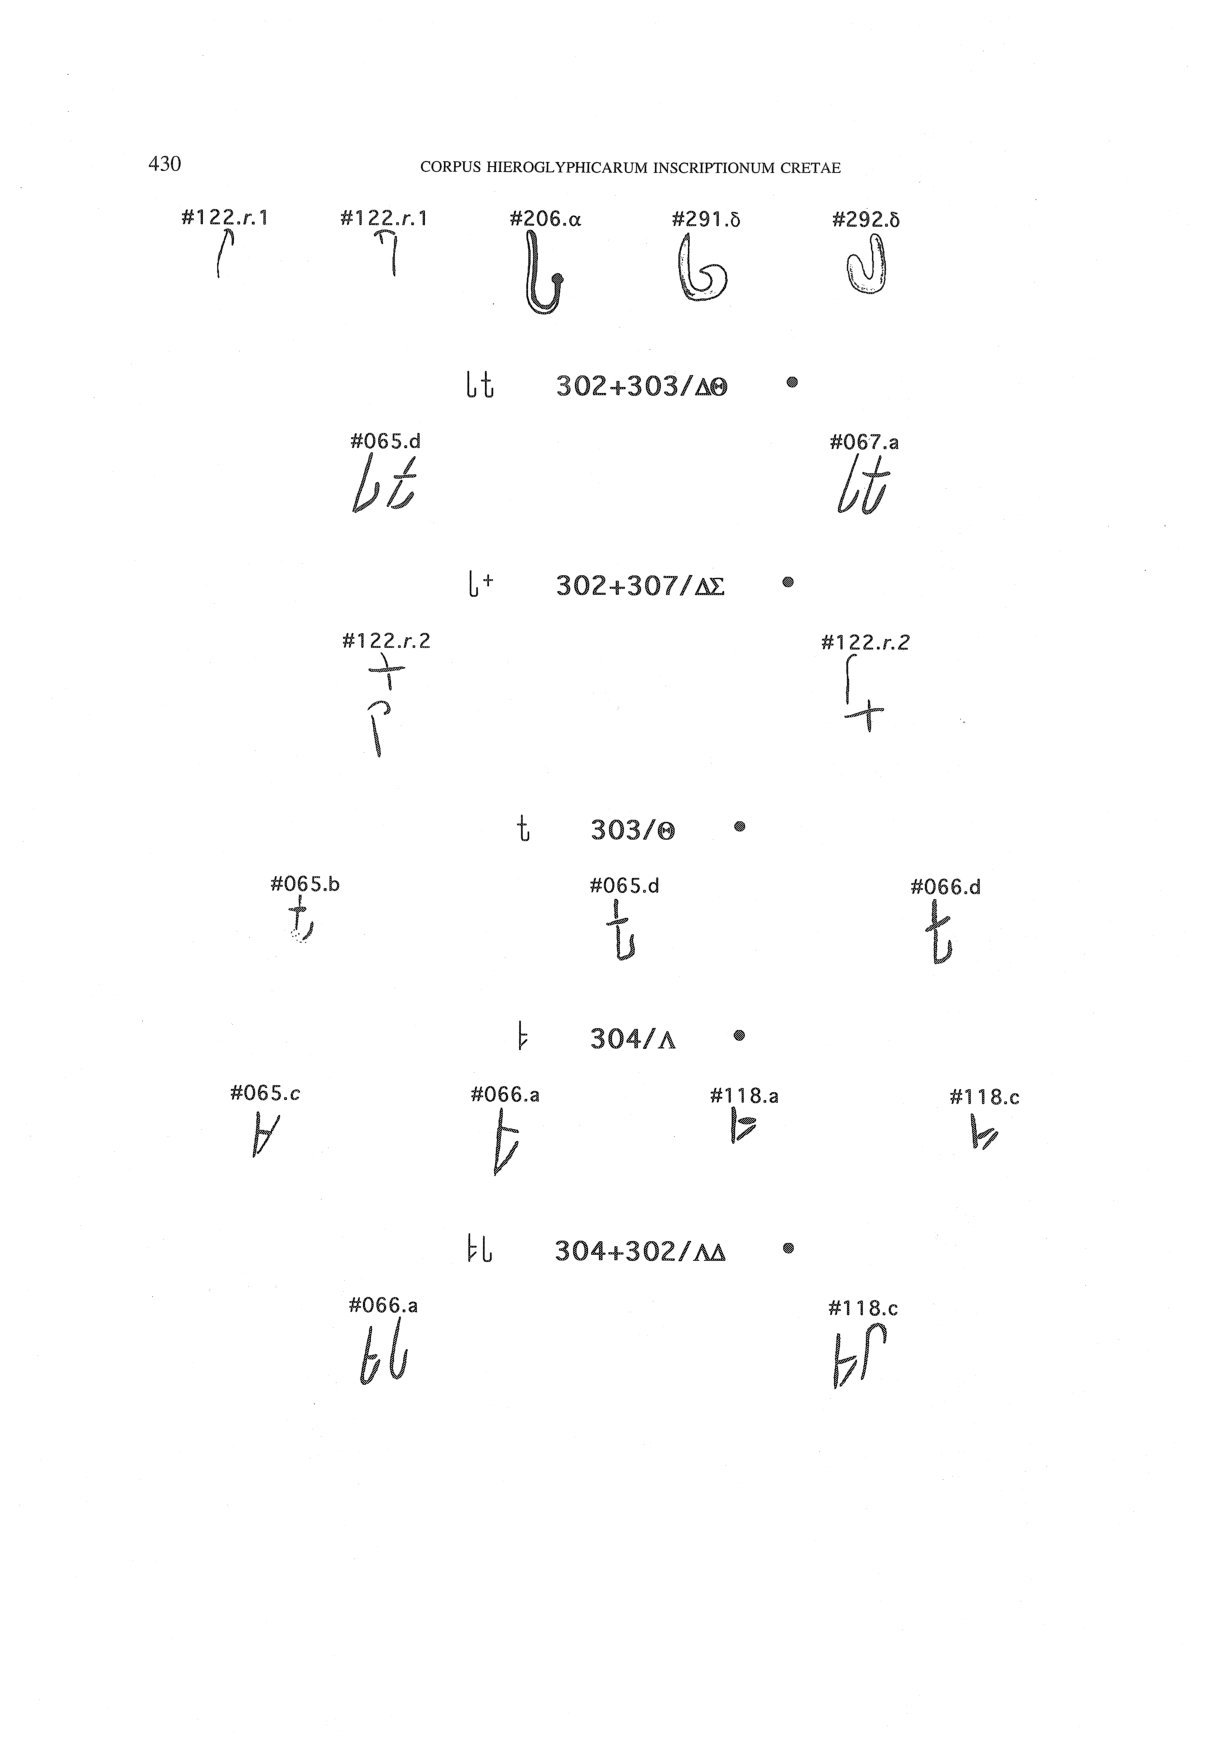 430 CORPUS HIEROGLYPHICARUM INSCRIPTIONUM CRETAE
#122.r.1 #122.r.1 #206.α #291.δ #292.δ
302+303/ΔΘ •
#065.d #067.a
302+307/ΔΣ •
#122.r.2 #122.r.2
303/Θ •
#065.b #065.d #066.d
304/Λ •
#065.c #066.a #118.a #118.c
304+302/ΛΔ •
#066.a #118.c